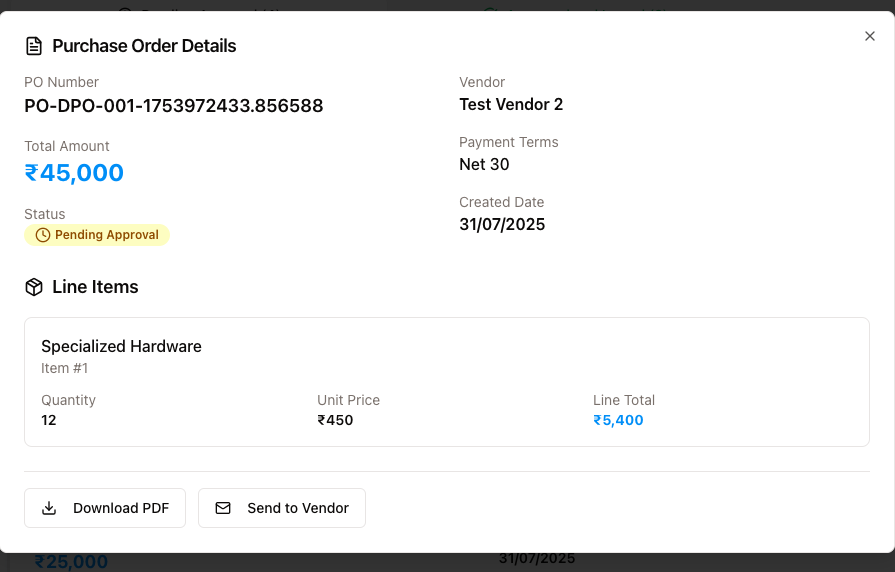 Purchase Order Details
PO Number
PO-DPO-001-1753972433.856588
Vendor
Test Vendor 2
Total Amount
₹45,000
Payment Terms
Net 30
Status
Pending Approval
Created Date
31/07/2025
Line Items
Specialized Hardware
Item #1
Quantity
12
Unit Price
₹450
Line Total
₹5,400
Download PDF
Send to Vendor
₹25,000
31/07/2025